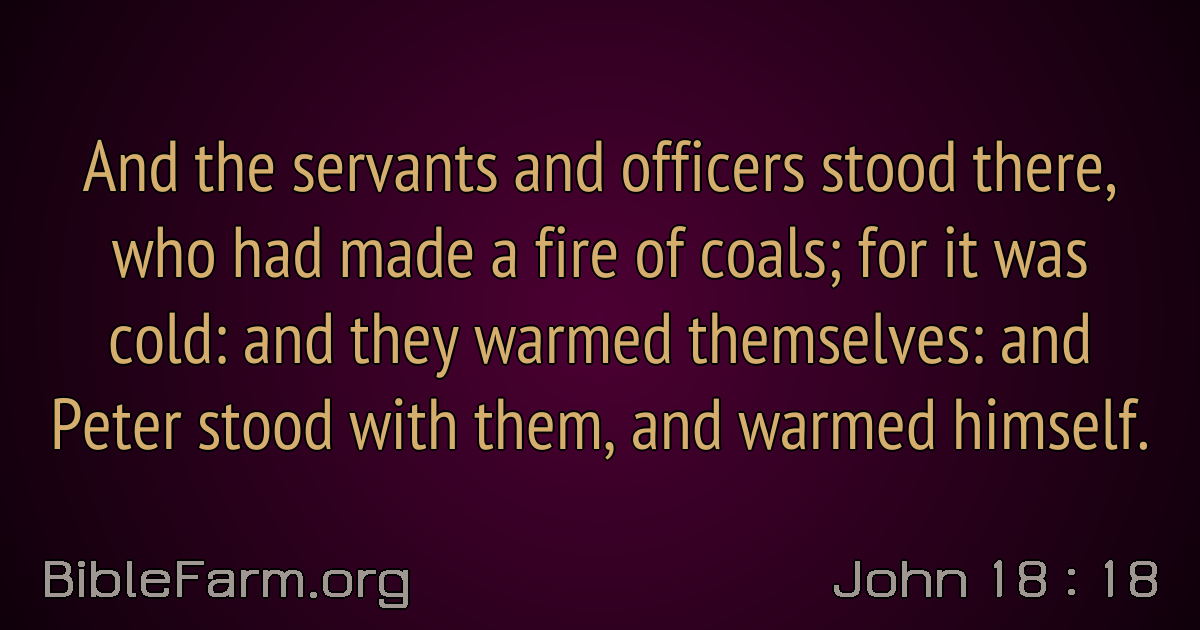 And the servants and officers stood there,
who had made a fire of coals; for it was
cold: and they warmed themselves: and
Peter stood with them, and warmed himself.
BibleFarm.org
John 18 : 18